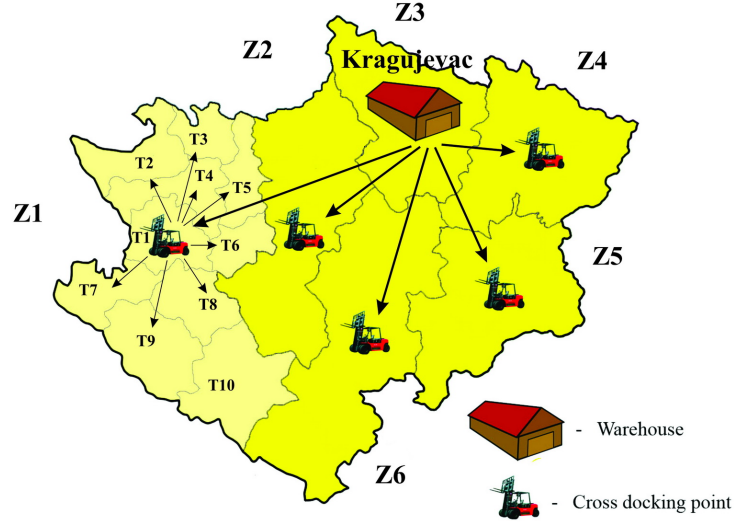 Z3
Z2
Kragujevac
Z4
T3
T2
T4
T5
Z1
T1
T6
Z5
T7
T8
T9
T10
- Warehouse
Z6
- Cross docking point